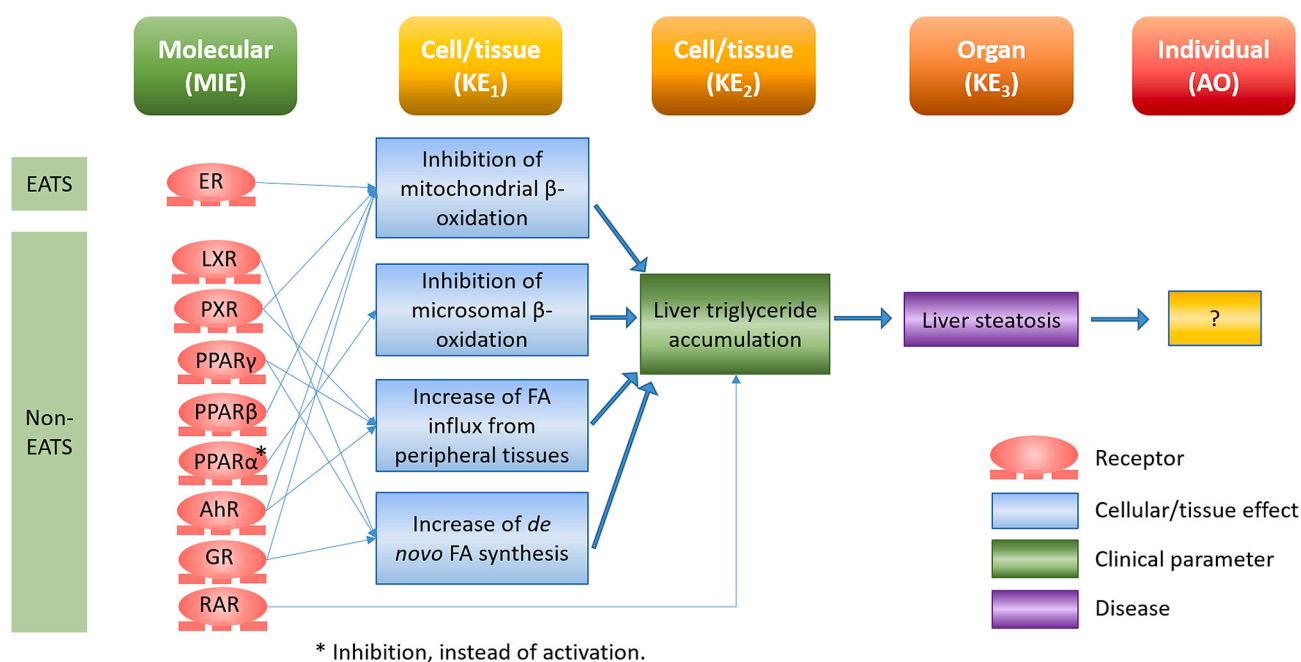 Molecular
(MIE)
Cell/tissue
(KE₁)
Cell/tissue
(KE₂)
Organ
(KE₃)
Individual
(AO)
EATS
Non-
EATS
ER
LXR
PXR
PPARγ
PPARβ
PPARα*
AhR
GR
RAR
Inhibition of
mitochondrial β-
oxidation
Inhibition of
microsomal β-
oxidation
Increase of FA
influx from
peripheral tissues
Increase of de
novo FA synthesis
Liver triglyceride
accumulation
Liver steatosis
?
Receptor
Cellular/tissue effect
Clinical parameter
Disease
* Inhibition, instead of activation.